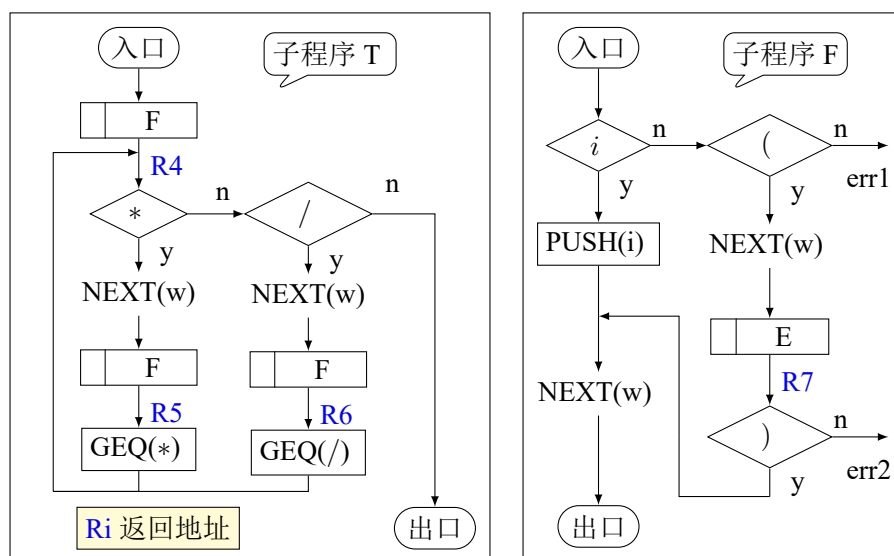 入口
子程序 T
F
R4
*
n
/
n
y
y
NEXT(w)
NEXT(w)
F
F
R5
R6
GEQ(*)
GEQ(/)
Ri 返回地址
出口
入口
子程序 F
i
n
(
n
err1
y
y
PUSH(i)
NEXT(w)
E
R7
NEXT(w)
)
n
err2
y
出口